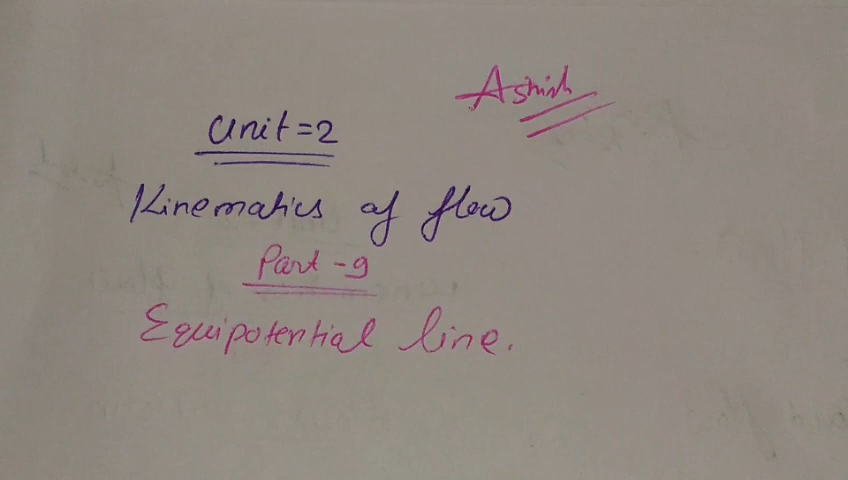 Ashish
Unit=2
Kinematics of flow
Part-9
Equipotential line.